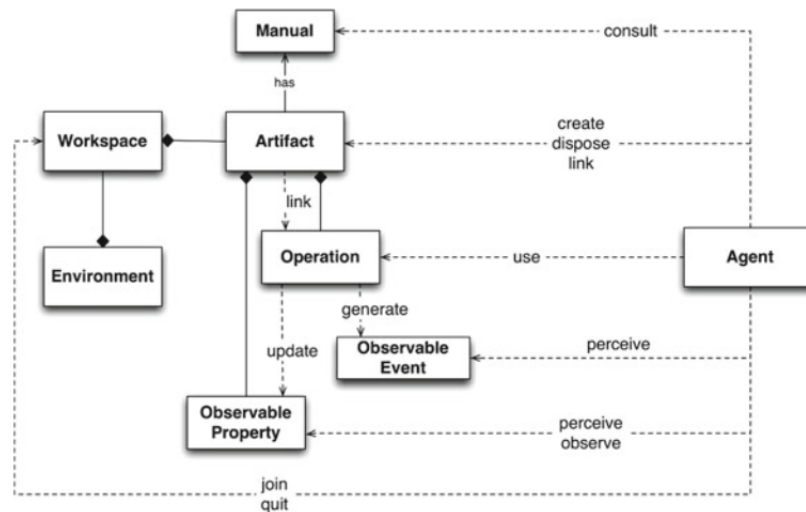 Manual
consult
has
create
dispose
link
Workspace
Artifact
link
Environment
Operation
use
Agent
generate
update
Observable
Event
perceive
Observable
Property
perceive
observe
join
quit